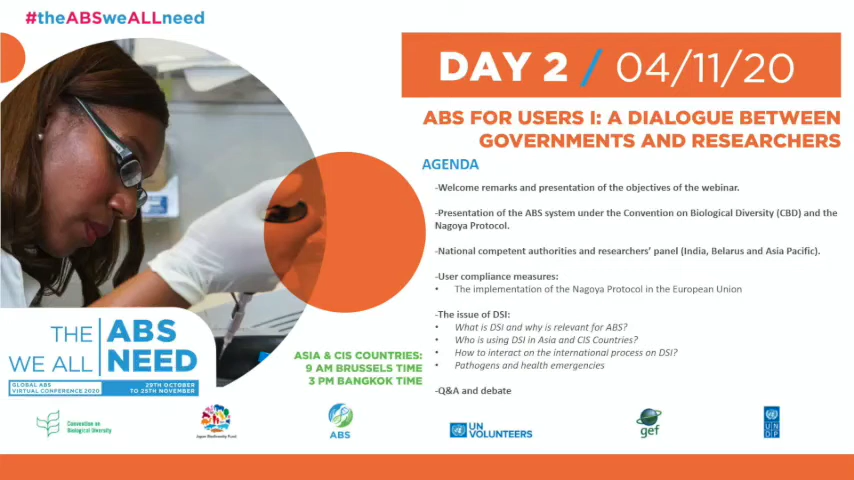 #theABSweALLneed
DAY 2 / 04/11/20
ABS FOR USERS I: A DIALOGUE BETWEEN
GOVERNMENTS AND RESEARCHERS
AGENDA
-Welcome remarks and presentation of the objectives of the webinar.
-Presentation of the ABS system under the Convention on Biological Diversity (CBD) and the
Nagoya Protocol.
-National competent authorities and researchers' panel (India, Belarus and Asia Pacific).
-User compliance measures:
• The implementation of the Nagoya Protocol in the European Union
-The issue of DSI:
• What is DSI and why is relevant for ABS?
• Who is using DSI in Asia and CIS Countries?
• How to interact on the international process on DSI?
• Pathogens and health emergencies
-Q&A and debate
THE ABS
WE ALL NEED
GLOBAL ABS
VIRTUAL CONFERENCE 2020
29TH OCTOBER
TO 25TH NOVEMBER
ASIA & CIS COUNTRIES:
9 AM BRUSSELS TIME
3 PM BANGKOK TIME
Convention on
Biological Diversity
Japan Biodiversity Fund
ABS
UN
VOLUNTEERS
gef
U N
D P